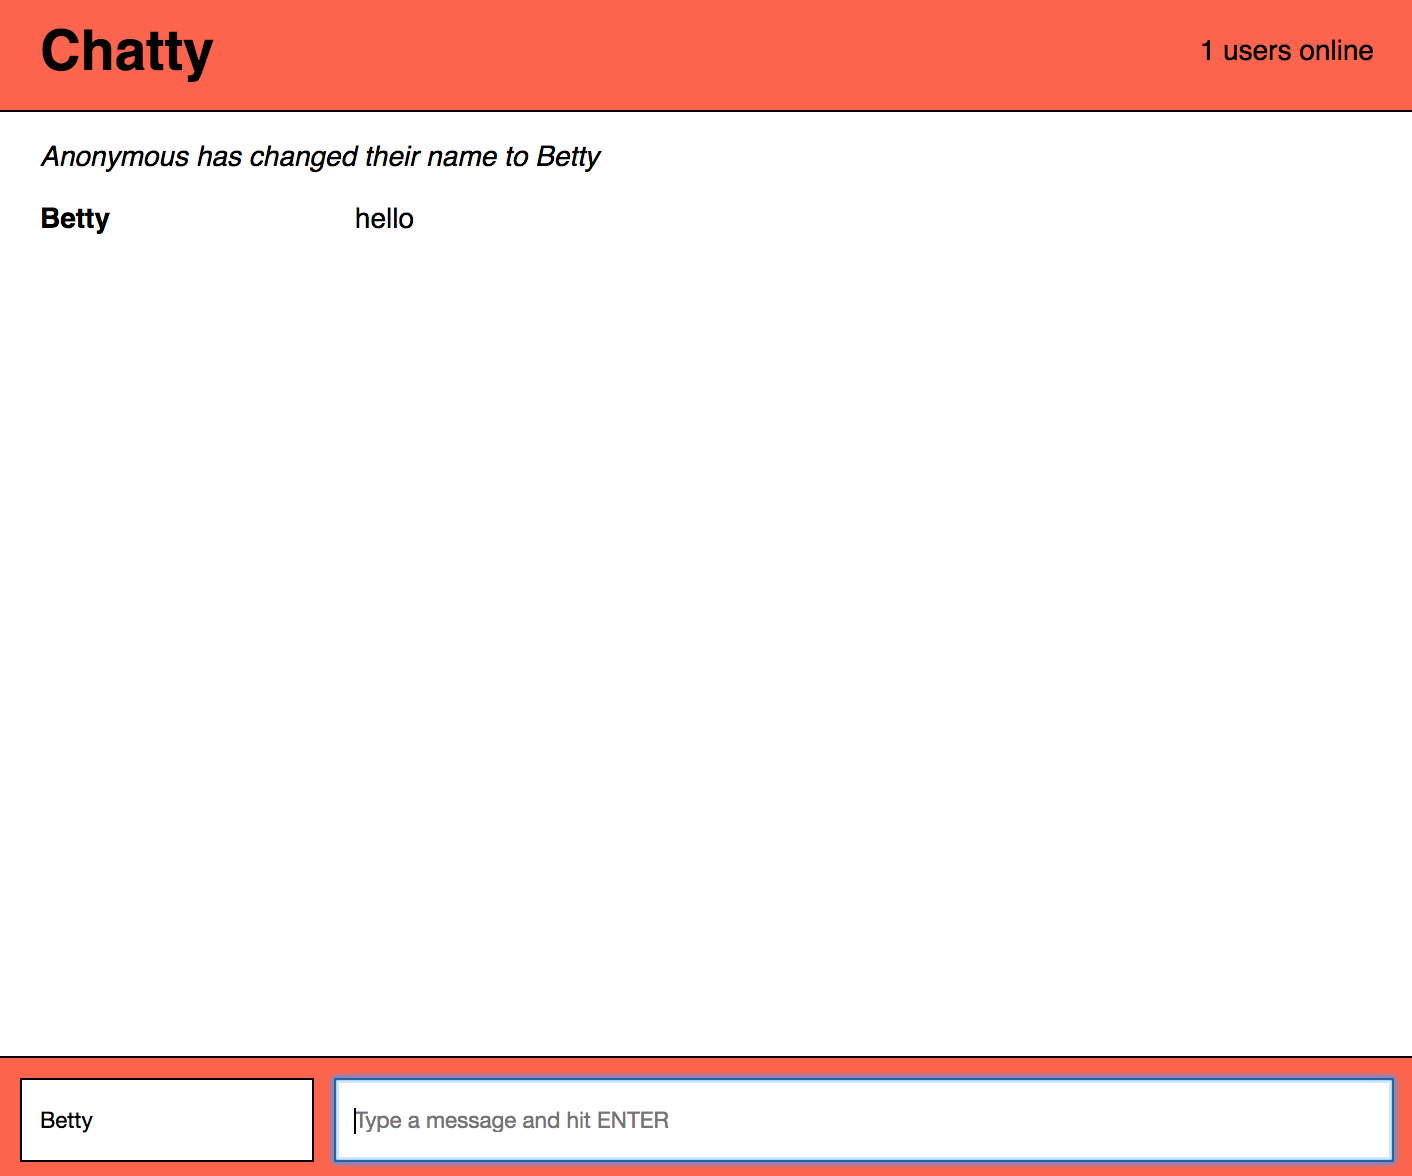 Chatty
1 users online
Anonymous has changed their name to Betty
Betty hello
Betty
Type a message and hit ENTER